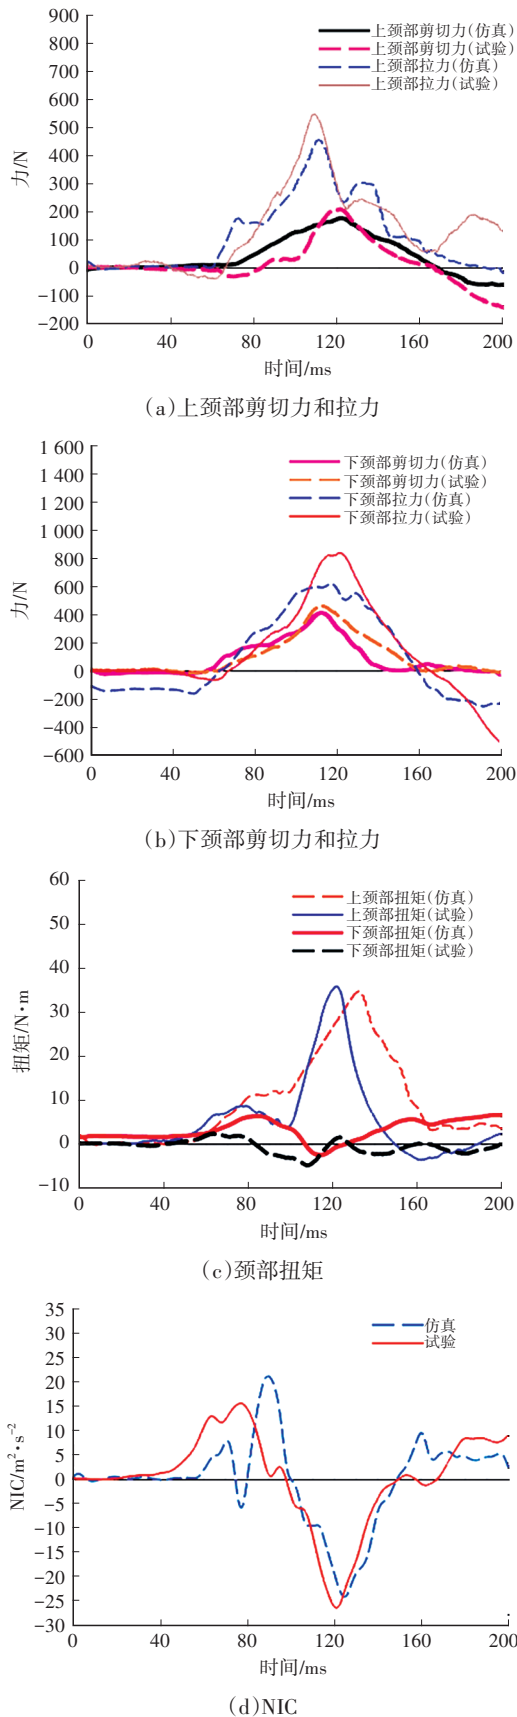 900
800
700
600
500
400
300
200
100
0
−100
−200
力/N
上颈部剪切力(仿真)
上颈部剪切力(试验)
上颈部拉力(仿真)
上颈部拉力(试验)
0 40 80 120 160 200
时间/ms
(a)上颈部剪切力和拉力
1 600
1 400
1 200
1 000
800
600
400
200
0
−200
−400
−600
力/N
下颈部剪切力(仿真)
下颈部剪切力(试验)
下颈部拉力(仿真)
下颈部拉力(试验)
0 40 80 120 160 200
时间/ms
(b)下颈部剪切力和拉力
60
50
40
30
20
10
0
−10
扭矩/N·m
上颈部扭矩(仿真)
上颈部扭矩(试验)
下颈部扭矩(仿真)
下颈部扭矩(试验)
0 40 80 120 160 200
时间/ms
(c)颈部扭矩
35
30
25
20
15
10
5
0
−5
−10
−15
−20
−25
−30
NIC/m²·s⁻²
仿真
试验
0 40 80 120 160 200
时间/ms
(d)NIC